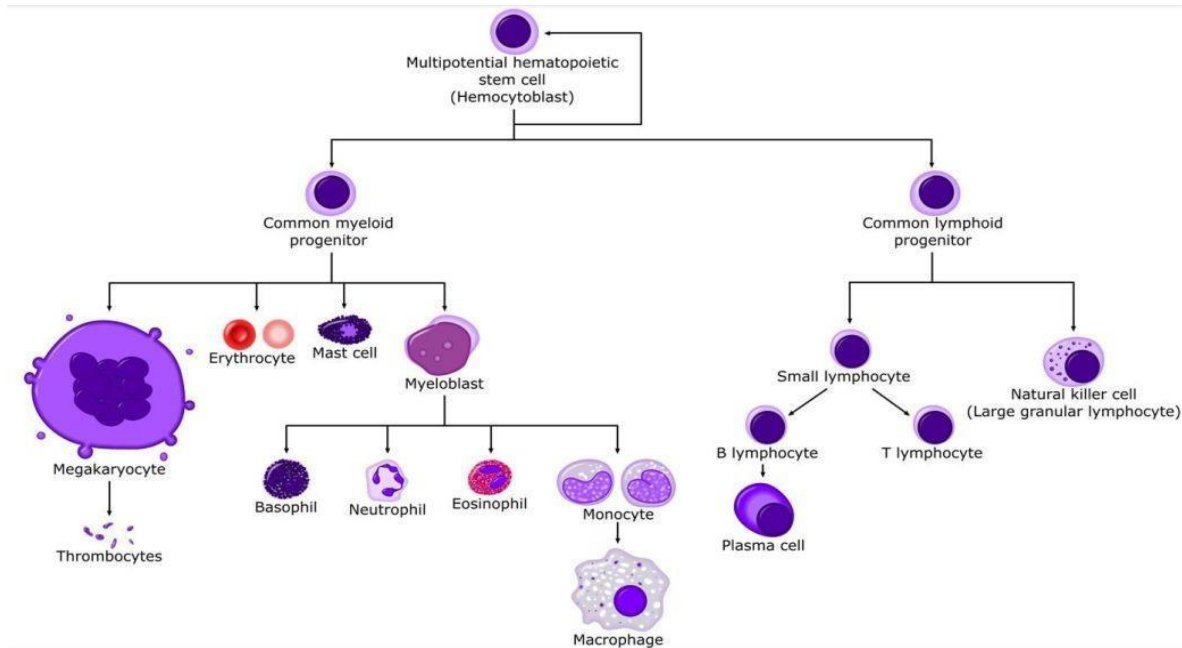 Multipotential hematopoietic
stem cell
(Hemocytoblast)
Common myeloid
progenitor
Common lymphoid
progenitor
Erythrocyte
Mast cell
Myeloblast
Small lymphocyte
Natural killer cell
(Large granular lymphocyte)
Megakaryocyte
B lymphocyte
T lymphocyte
Basophil
Neutrophil
Eosinophil
Monocyte
Thrombocytes
Plasma cell
Macrophage